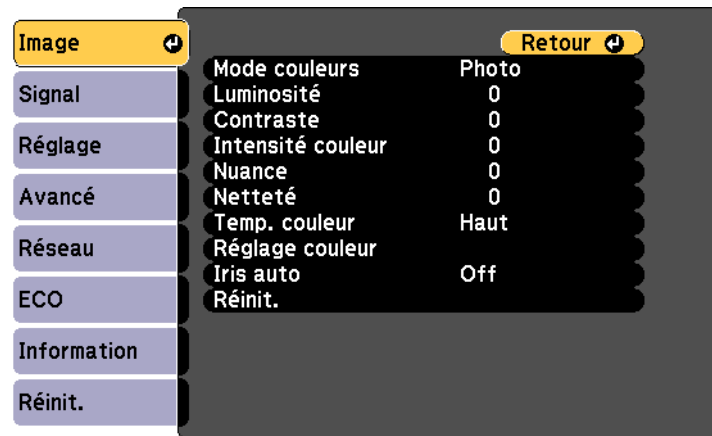 Image
Signal
Réglage
Avancé
Réseau
ECO
Information
Réinit.
Retour
Mode couleurs Photo
Luminosité 0
Contraste 0
Intensité couleur 0
Nuance 0
Netteté 0
Temp. couleur Haut
Réglage couleur
Iris auto Off
Réinit.